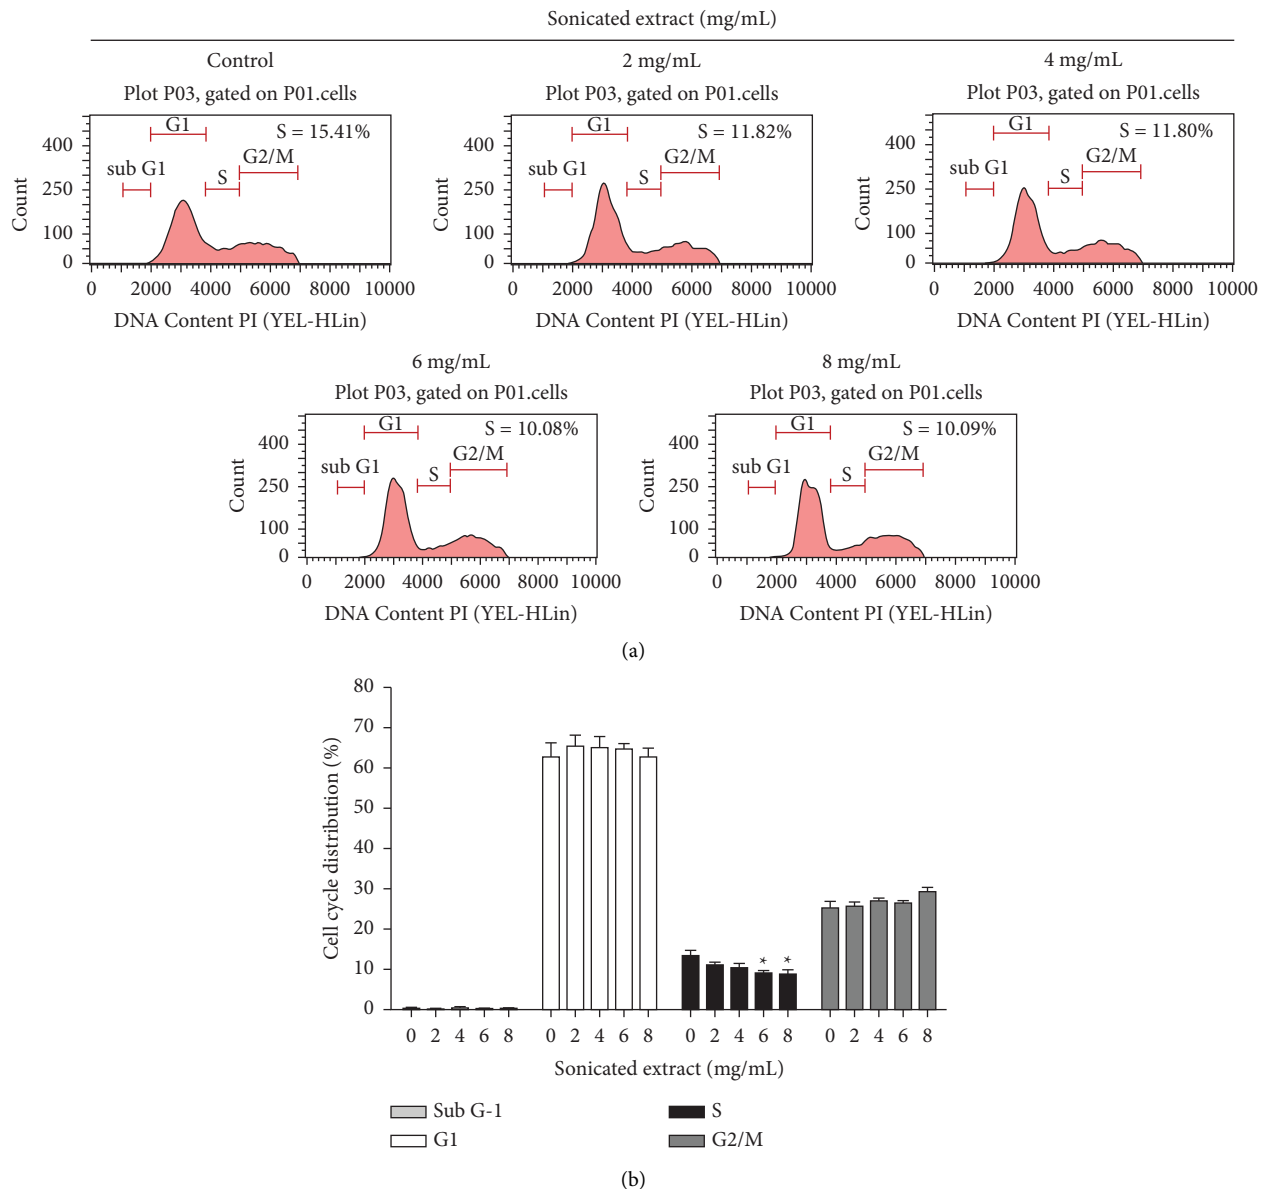 Sonicated extract (mg/mL)
Control
2 mg/mL
4 mg/mL
Plot P03, gated on P01.cells
Plot P03, gated on P01.cells
Plot P03, gated on P01.cells
G1
S = 15.41%
sub G1
S
G2/M
400
250
100
0
Count
0 2000 4000 6000 8000 10000
DNA Content PI (YEL-HLin)
G1
S = 11.82%
sub G1
S
G2/M
400
250
100
0
Count
0 2000 4000 6000 8000 10000
DNA Content PI (YEL-HLin)
G1
S = 11.80%
sub G1
S
G2/M
400
250
100
0
Count
0 2000 4000 6000 8000 10000
DNA Content PI (YEL-HLin)
6 mg/mL
Plot P03, gated on P01.cells
G1
S = 10.08%
sub G1
S
G2/M
400
250
100
0
Count
0 2000 4000 6000 8000 10000
DNA Content PI (YEL-HLin)
8 mg/mL
Plot P03, gated on P01.cells
G1
S = 10.09%
sub G1
S
G2/M
400
250
100
0
Count
0 2000 4000 6000 8000 10000
DNA Content PI (YEL-HLin)
(a)
80
70
60
50
40
30
20
10
0
Cell cycle distribution (%)
* *
0 2 4 6 8 0 2 4 6 8 0 2 4 6 8 0 2 4 6 8
Sonicated extract (mg/mL)
Sub G-1
G1
S
G2/M
(b)